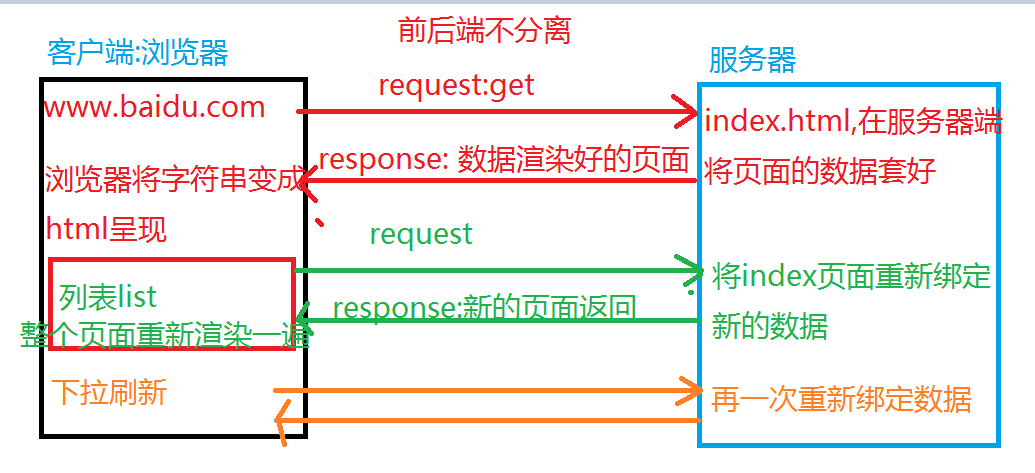 前后端不分离
客户端:浏览器
服务器
request:get
www.baidu.com
index.html,在服务器端
将页面的数据套好
response: 数据渲染好的页面
浏览器将字符串变成
html呈现
request
将index页面重新绑定
新的数据
列表list
response:新的页面返回
整个页面重新渲染一遍
下拉刷新
再一次重新绑定数据